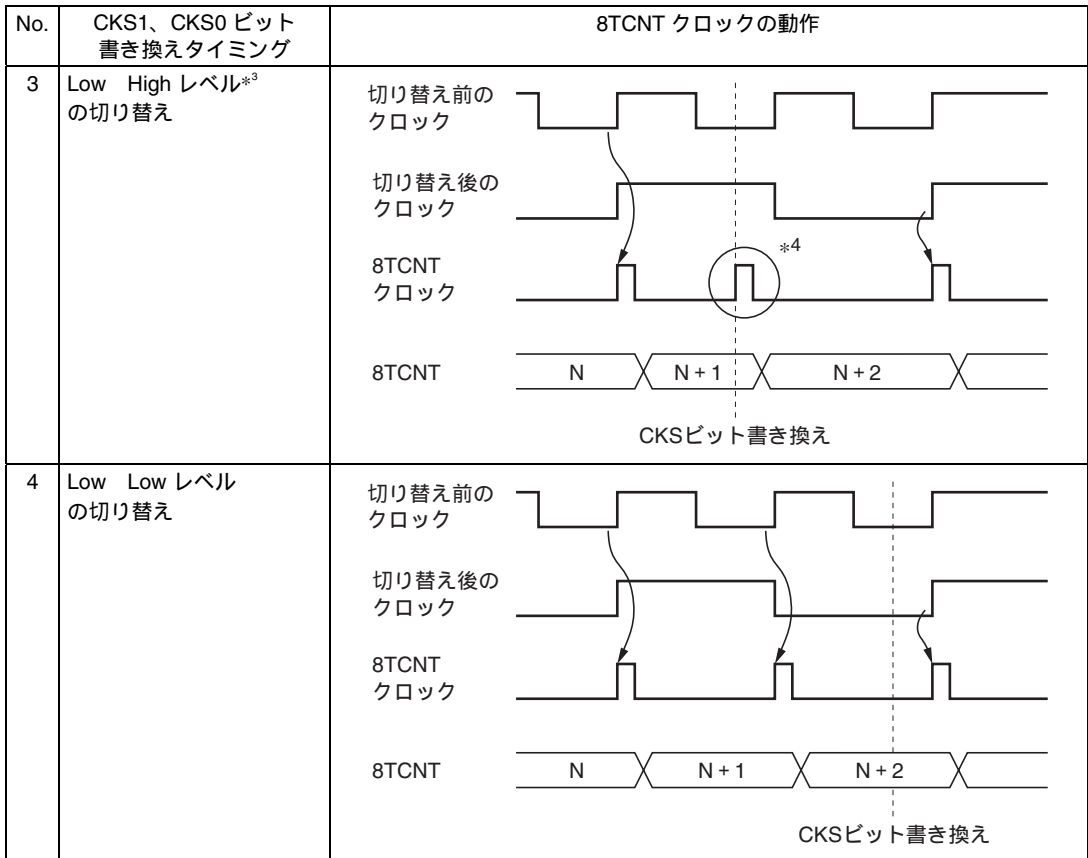 No.
CKS1、CKS0 ビット
書き換えタイミング
8TCNT クロックの動作
3
Low High レベル*3
の切り替え
切り替え前の
クロック
切り替え後の
クロック
*4
8TCNT
クロック
8TCNT
N
N + 1
N + 2
CKSビット書き換え
4
Low Low レベル
の切り替え
切り替え前の
クロック
切り替え後の
クロック
8TCNT
クロック
8TCNT
N
N + 1
N + 2
CKSビット書き換え